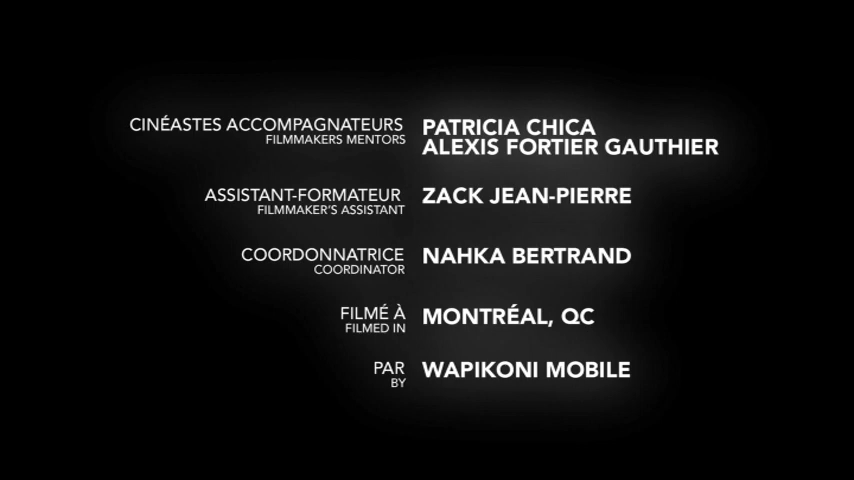 CINÉASTES ACCOMPAGNATEURS
FILMMAKERS MENTORS
PATRICIA CHICA
ALEXIS FORTIER GAUTHIER
ASSISTANT-FORMATEUR
FILMMAKER'S ASSISTANT
ZACK JEAN-PIERRE
COORDONNATRICE
COORDINATOR
NAHKA BERTRAND
FILMÉ À
FILMED IN
MONTRÉAL, QC
PAR
BY
WAPIKONI MOBILE